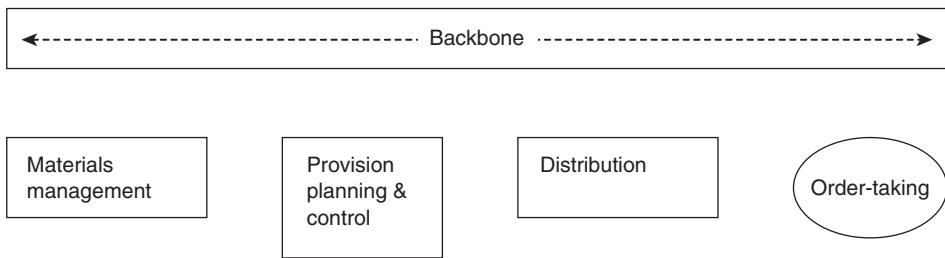 Backbone
Materials
management
Provision
planning &
control
Distribution
Order-taking